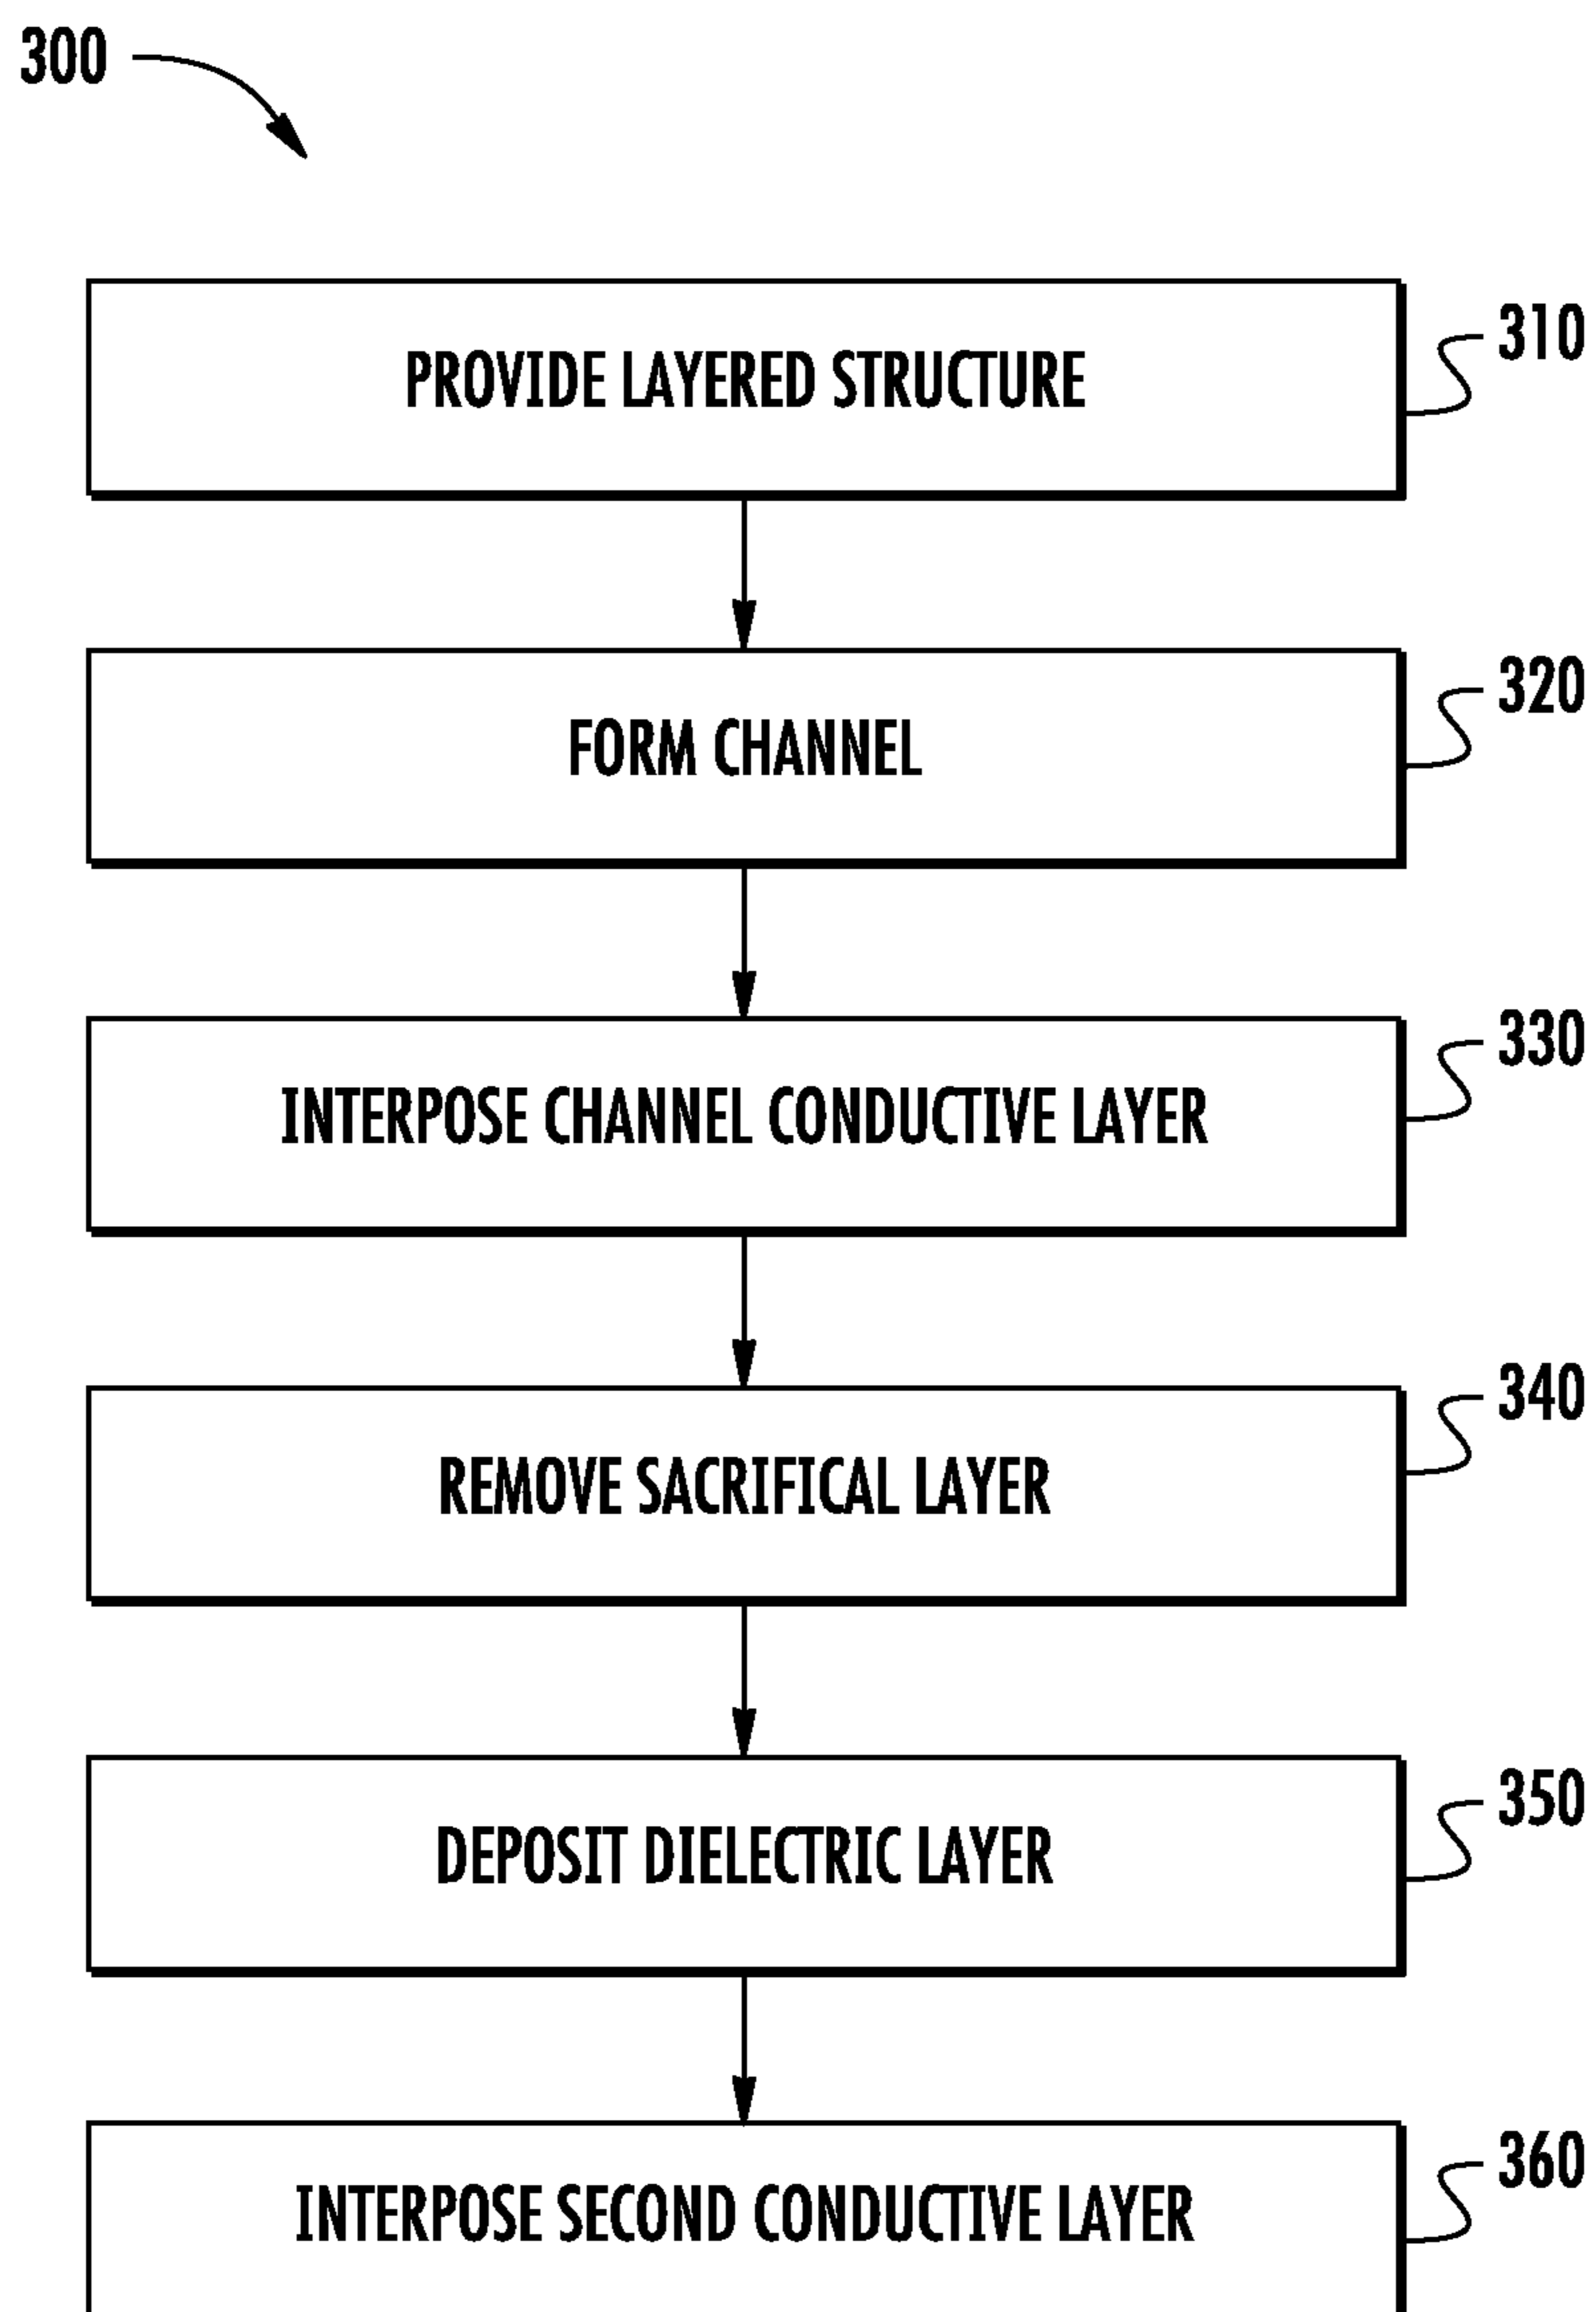 300
PROVIDE LAYERED STRUCTURE
310
FORM CHANNEL
320
INTERPOSE CHANNEL CONDUCTIVE LAYER
330
REMOVE SACRIFICAL LAYER
340
DEPOSIT DIELECTRIC LAYER
350
INTERPOSE SECOND CONDUCTIVE LAYER
360